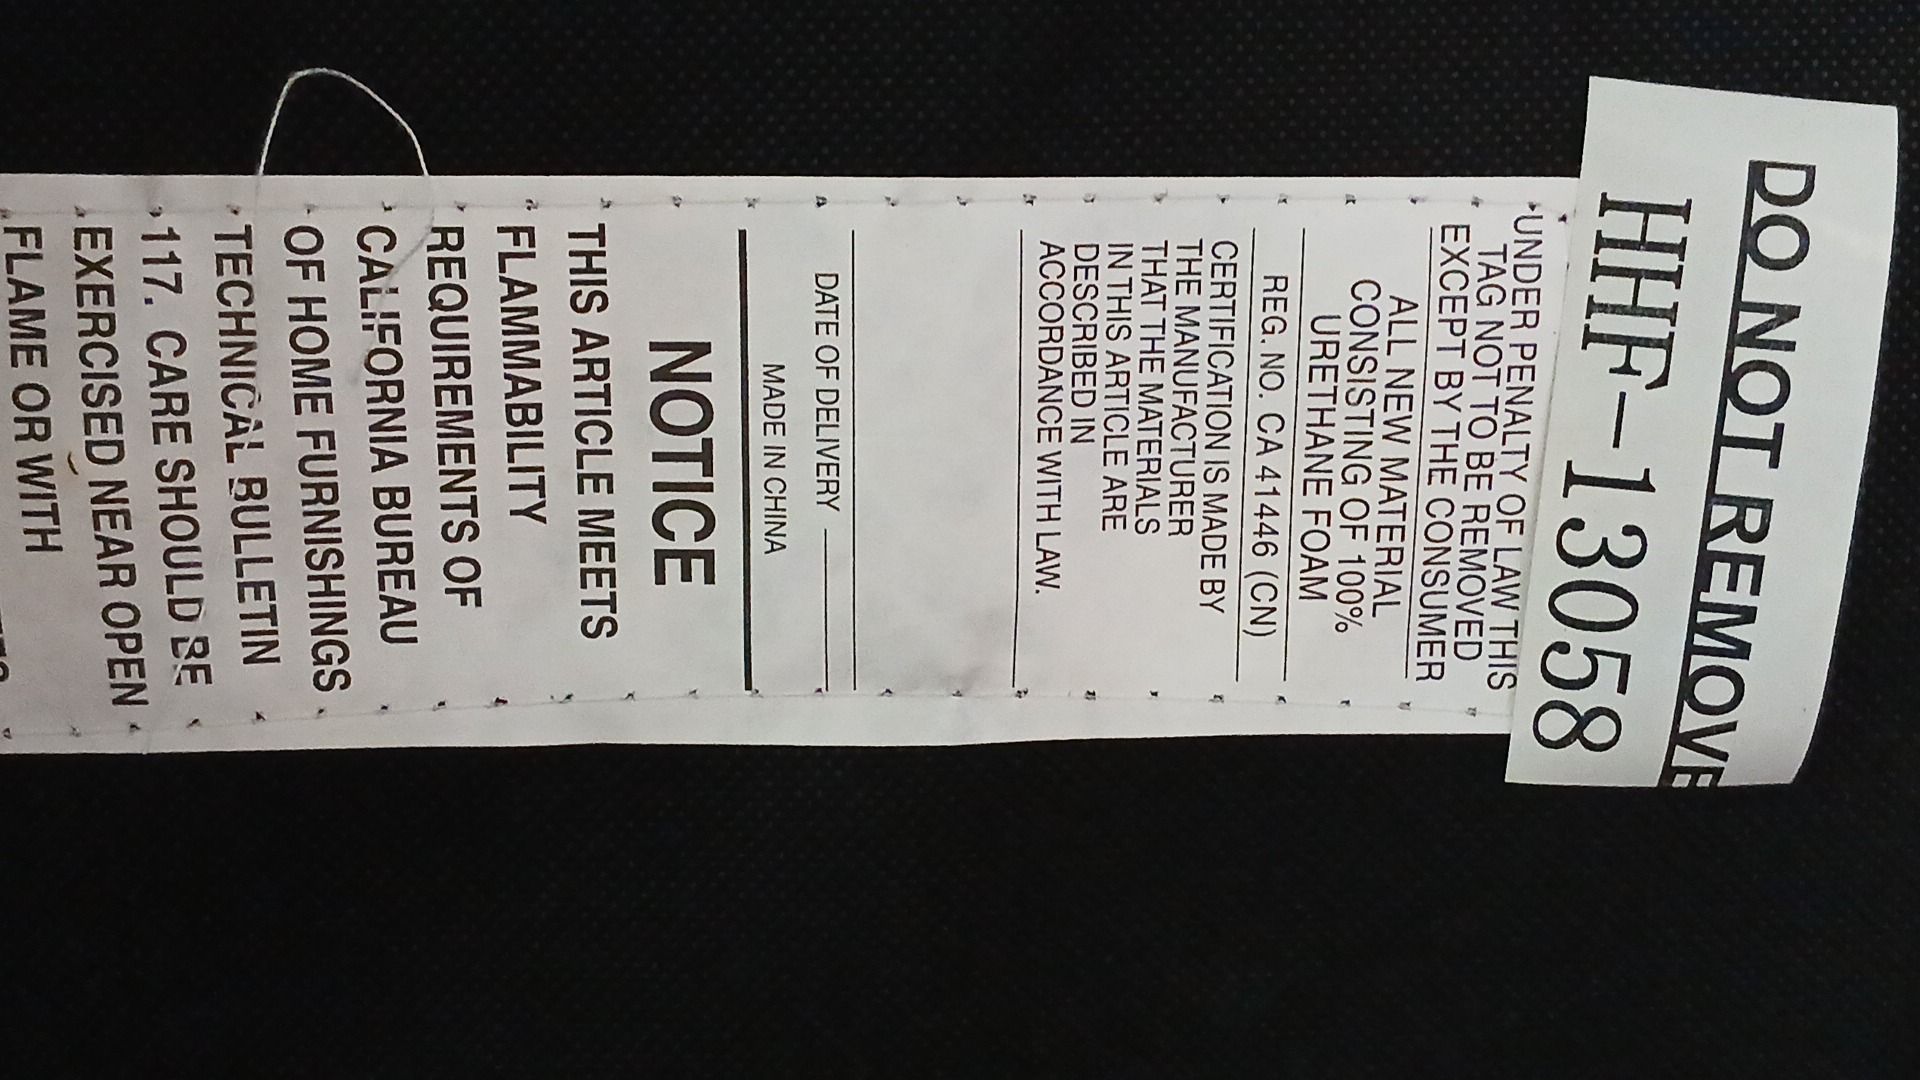 DO NOT REMOVE
HHF-13058
UNDER PENALTY OF LAW THIS
TAG NOT TO BE REMOVED
EXCEPT BY THE CONSUMER
ALL NEW MATERIAL
CONSISTING OF 100%
URETHANE FOAM
REG. NO. CA 41446 (CN)
CERTIFICATION IS MADE BY
THE MANUFACTURER
THAT THE MATERIALS
IN THIS ARTICLE ARE
DESCRIBED IN
ACCORDANCE WITH LAW.
DATE OF DELIVERY
MADE IN CHINA
NOTICE
THIS ARTICLE MEETS
FLAMMABILITY
REQUIREMENTS OF
CALIFORNIA BUREAU
OF HOME FURNISHINGS
TECHNICAL BULLETIN
117. CARE SHOULD BE
EXERCISED NEAR OPEN
FLAME OR WITH